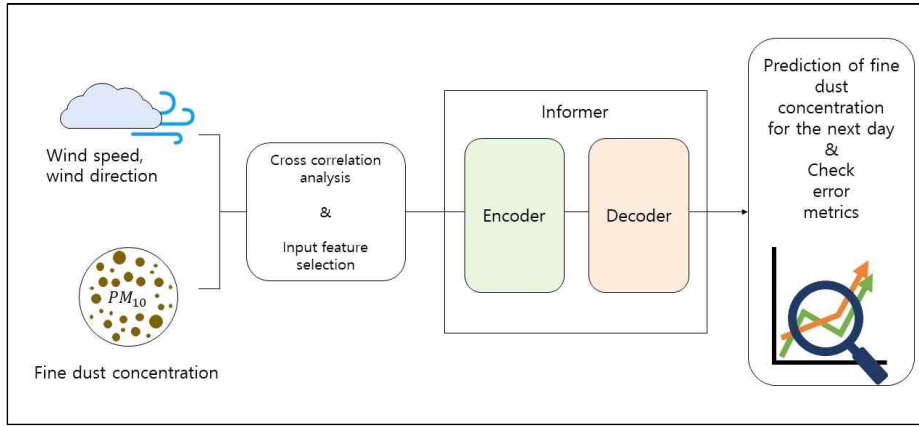 Wind speed,
wind direction
PM10
Fine dust concentration
Cross correlation
analysis
&
Input feature
selection
Informer
Encoder
Decoder
Prediction of fine
dust
concentration
for the next day
&
Check
error
metrics